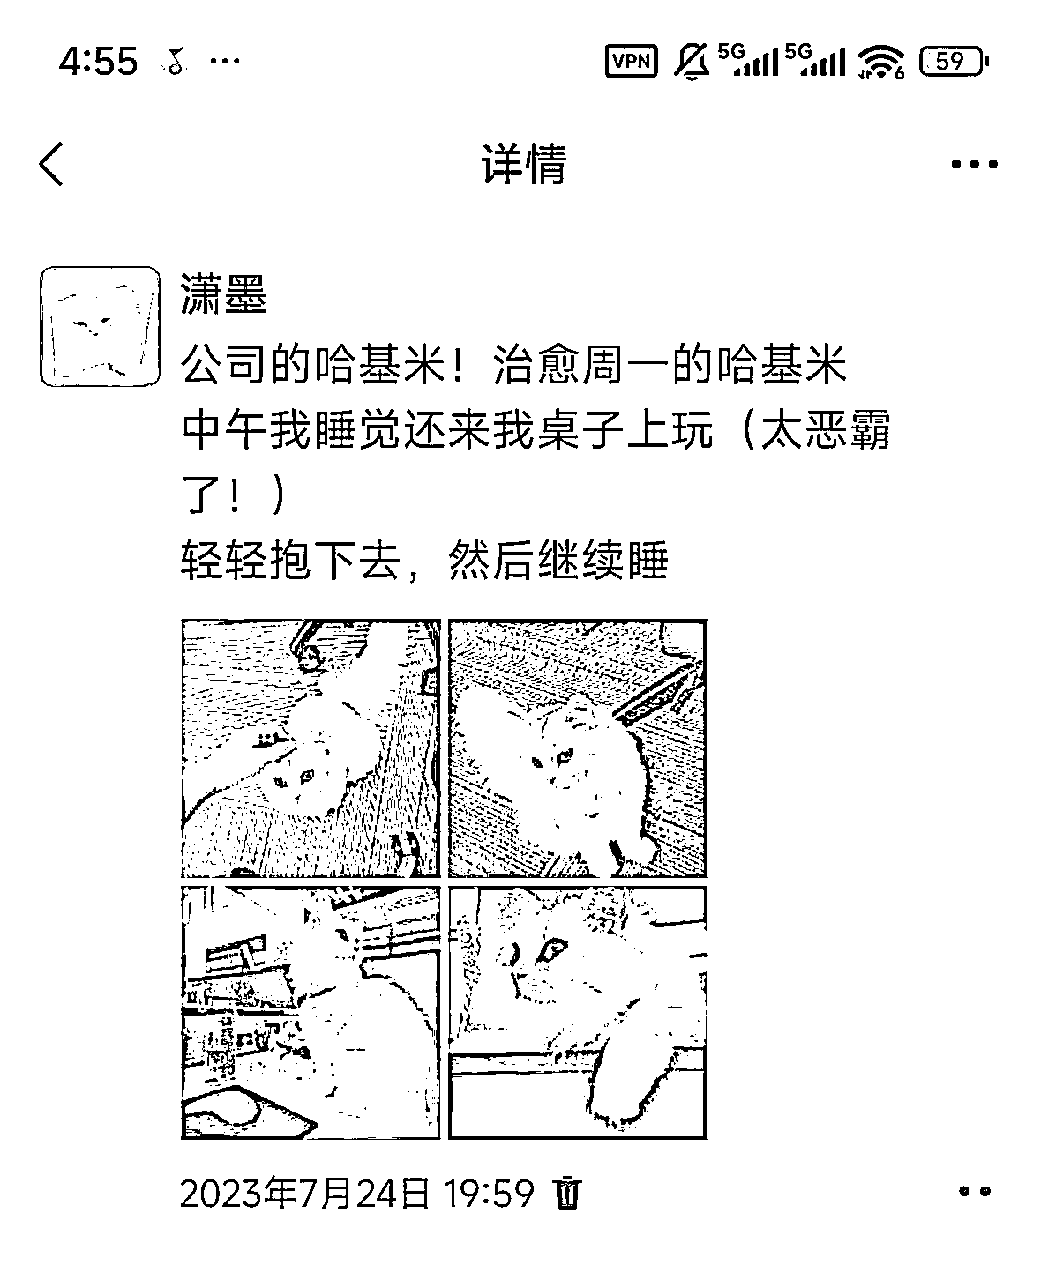 4:55 ... VPN 5G 5G 6 59
详情
潇墨
公司的哈基米！治愈周一的哈基米
中午我睡觉还来我桌子上玩（太恶霸
了！）
轻轻抱下去，然后继续睡
2023年7月24日 19:59